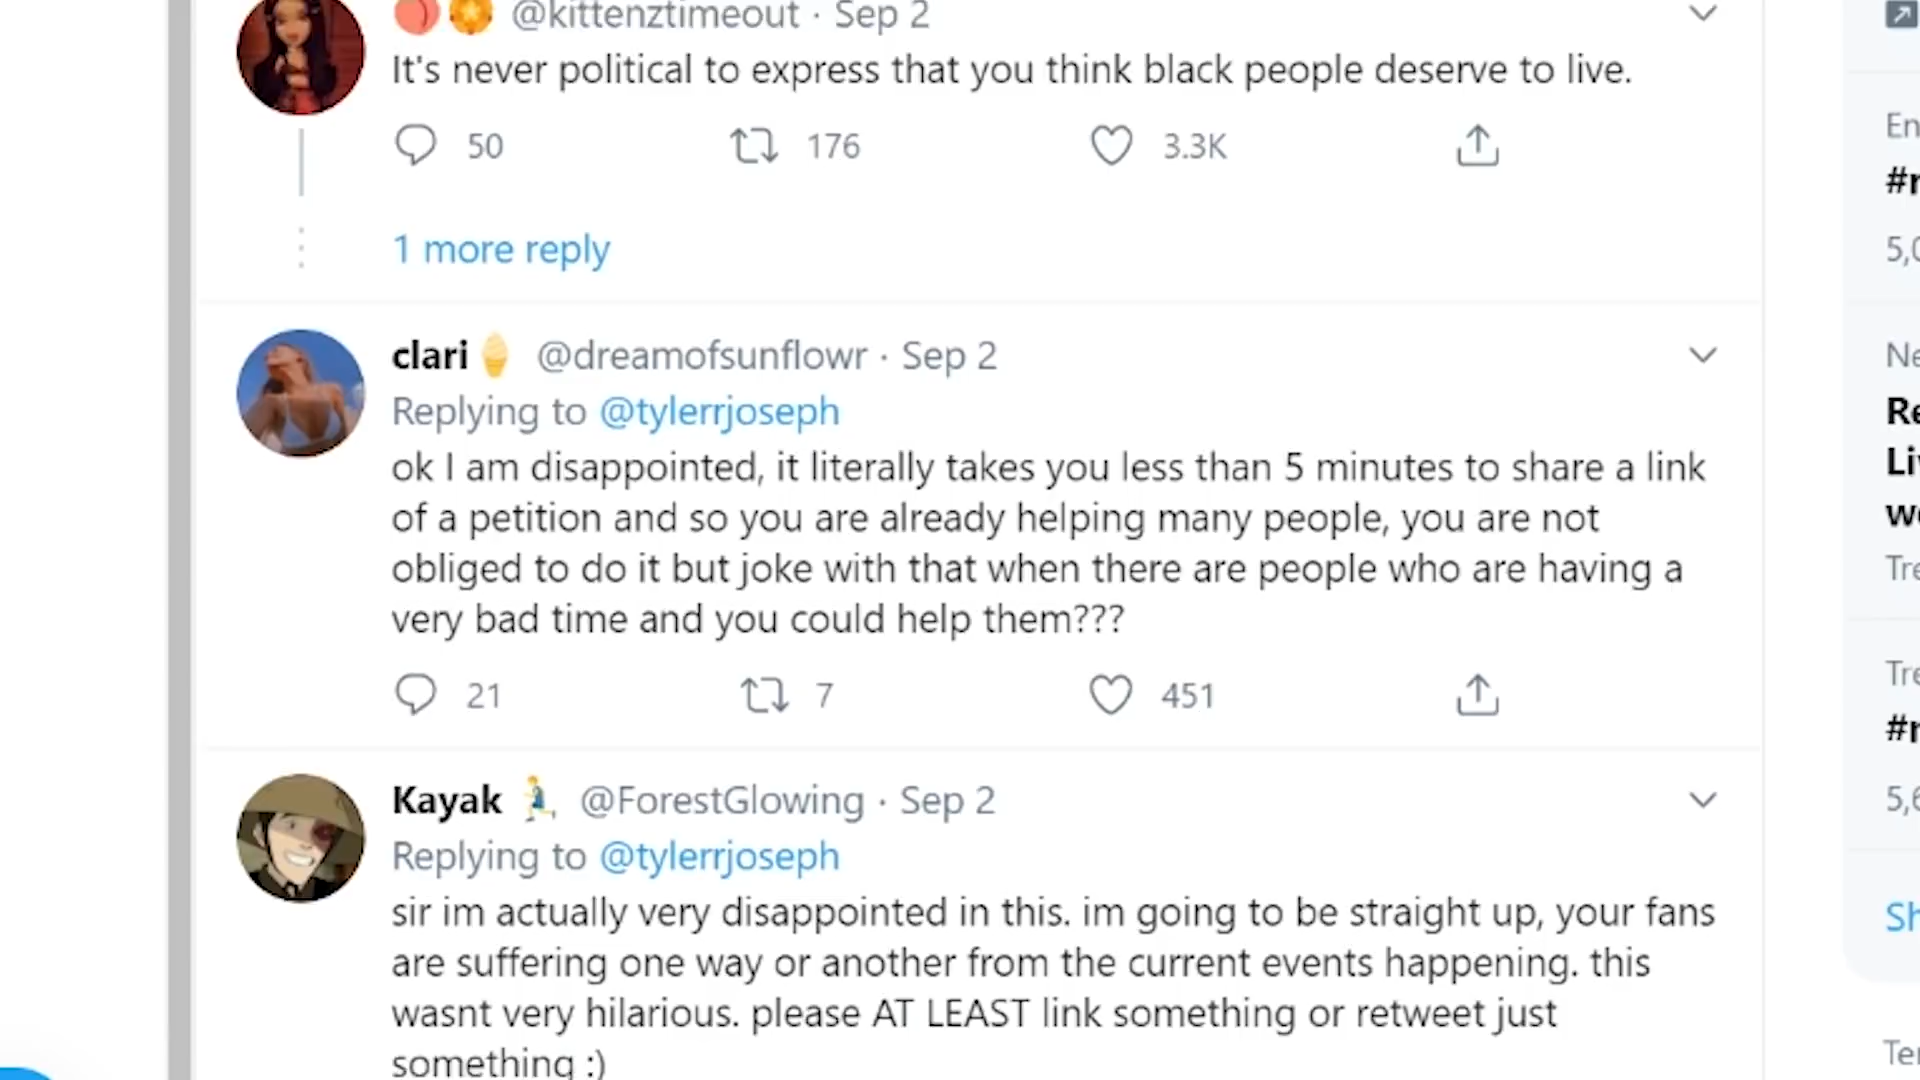 @kittenztimeout · Sep 2
It's never political to express that you think black people deserve to live.
50 176 3.3K
1 more reply
clari @dreamofsunflowr · Sep 2
Replying to @tylerrjoseph
ok I am disappointed, it literally takes you less than 5 minutes to share a link
of a petition and so you are already helping many people, you are not
obliged to do it but joke with that when there are people who are having a
very bad time and you could help them???
21 7 451
Kayak @ForestGlowing · Sep 2
Replying to @tylerrjoseph
sir im actually very disappointed in this. im going to be straight up, your fans
are suffering one way or another from the current events happening. this
wasnt very hilarious. please AT LEAST link something or retweet just
something :)